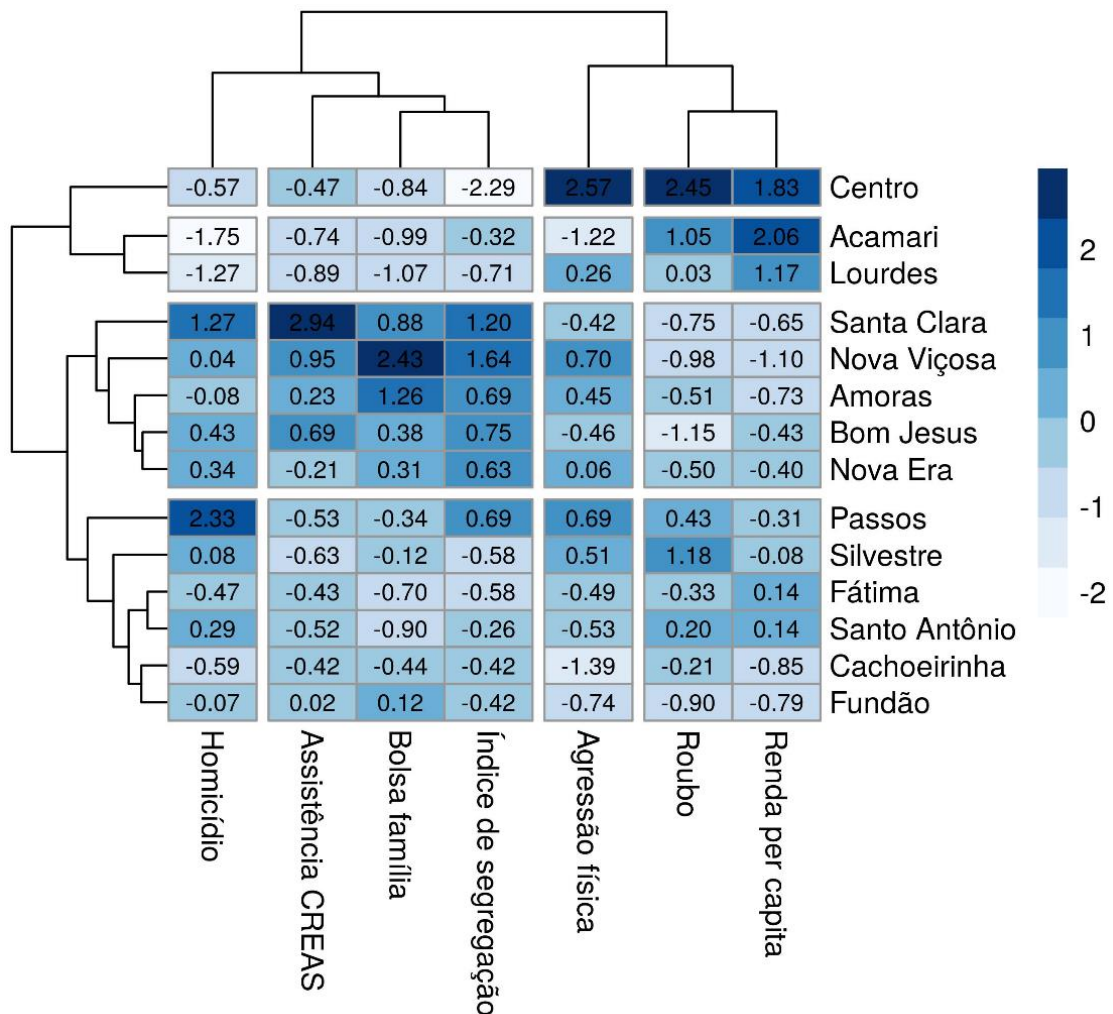 -0.57 -0.47 -0.84 -2.29 2.57 2.45 1.83 Centro
-1.75 -0.74 -0.99 -0.32 -1.22 1.05 2.06 Acamari
-1.27 -0.89 -1.07 -0.71 0.26 0.03 1.17 Lourdes
1.27 2.94 0.88 1.20 -0.42 -0.75 -0.65 Santa Clara
0.04 0.95 2.43 1.64 0.70 -0.98 -1.10 Nova Viçosa
-0.08 0.23 1.26 0.69 0.45 -0.51 -0.73 Amoras
0.43 0.69 0.38 0.75 -0.46 -1.15 -0.43 Bom Jesus
0.34 -0.21 0.31 0.63 0.06 -0.50 -0.40 Nova Era
2.33 -0.53 -0.34 0.69 0.69 0.43 -0.31 Passos
0.08 -0.63 -0.12 -0.58 0.51 1.18 -0.08 Silvestre
-0.47 -0.43 -0.70 -0.58 -0.49 -0.33 0.14 Fátima
0.29 -0.52 -0.90 -0.26 -0.53 0.20 0.14 Santo Antônio
-0.59 -0.42 -0.44 -0.42 -1.39 -0.21 -0.85 Cachoeirinha
-0.07 0.02 0.12 -0.42 -0.74 -0.90 -0.79 Fundão
Homicídio
Assistência CREAS
Bolsa família
Índice de segregação
Agressão física
Roubo
Renda per capita
2
1
0
-1
-2